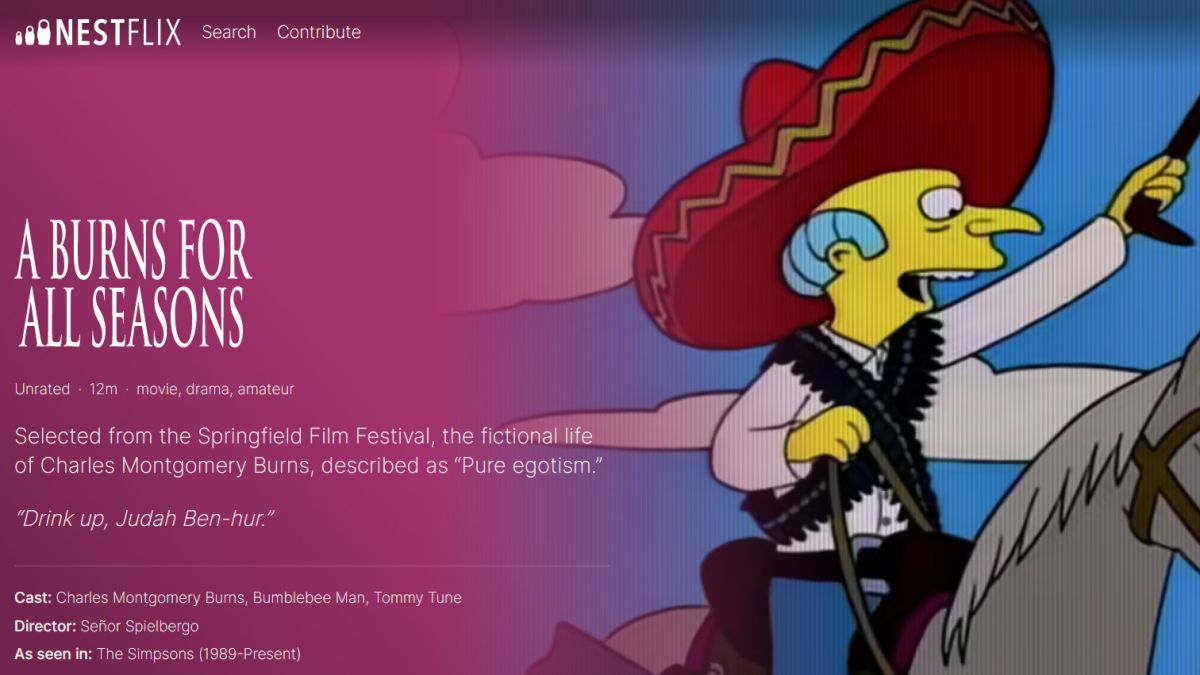 NESTFLIX Search Contribute
A BURNS FOR
ALL SEASONS
Unrated · 12m · movie, drama, amateur
Selected from the Springfield Film Festival, the fictional life
of Charles Montgomery Burns, described as “Pure egotism.”
“Drink up, Judah Ben-hur.”
Cast: Charles Montgomery Burns, Bumblebee Man, Tommy Tune
Director: Señor Spielbergo
As seen in: The Simpsons (1989-Present)